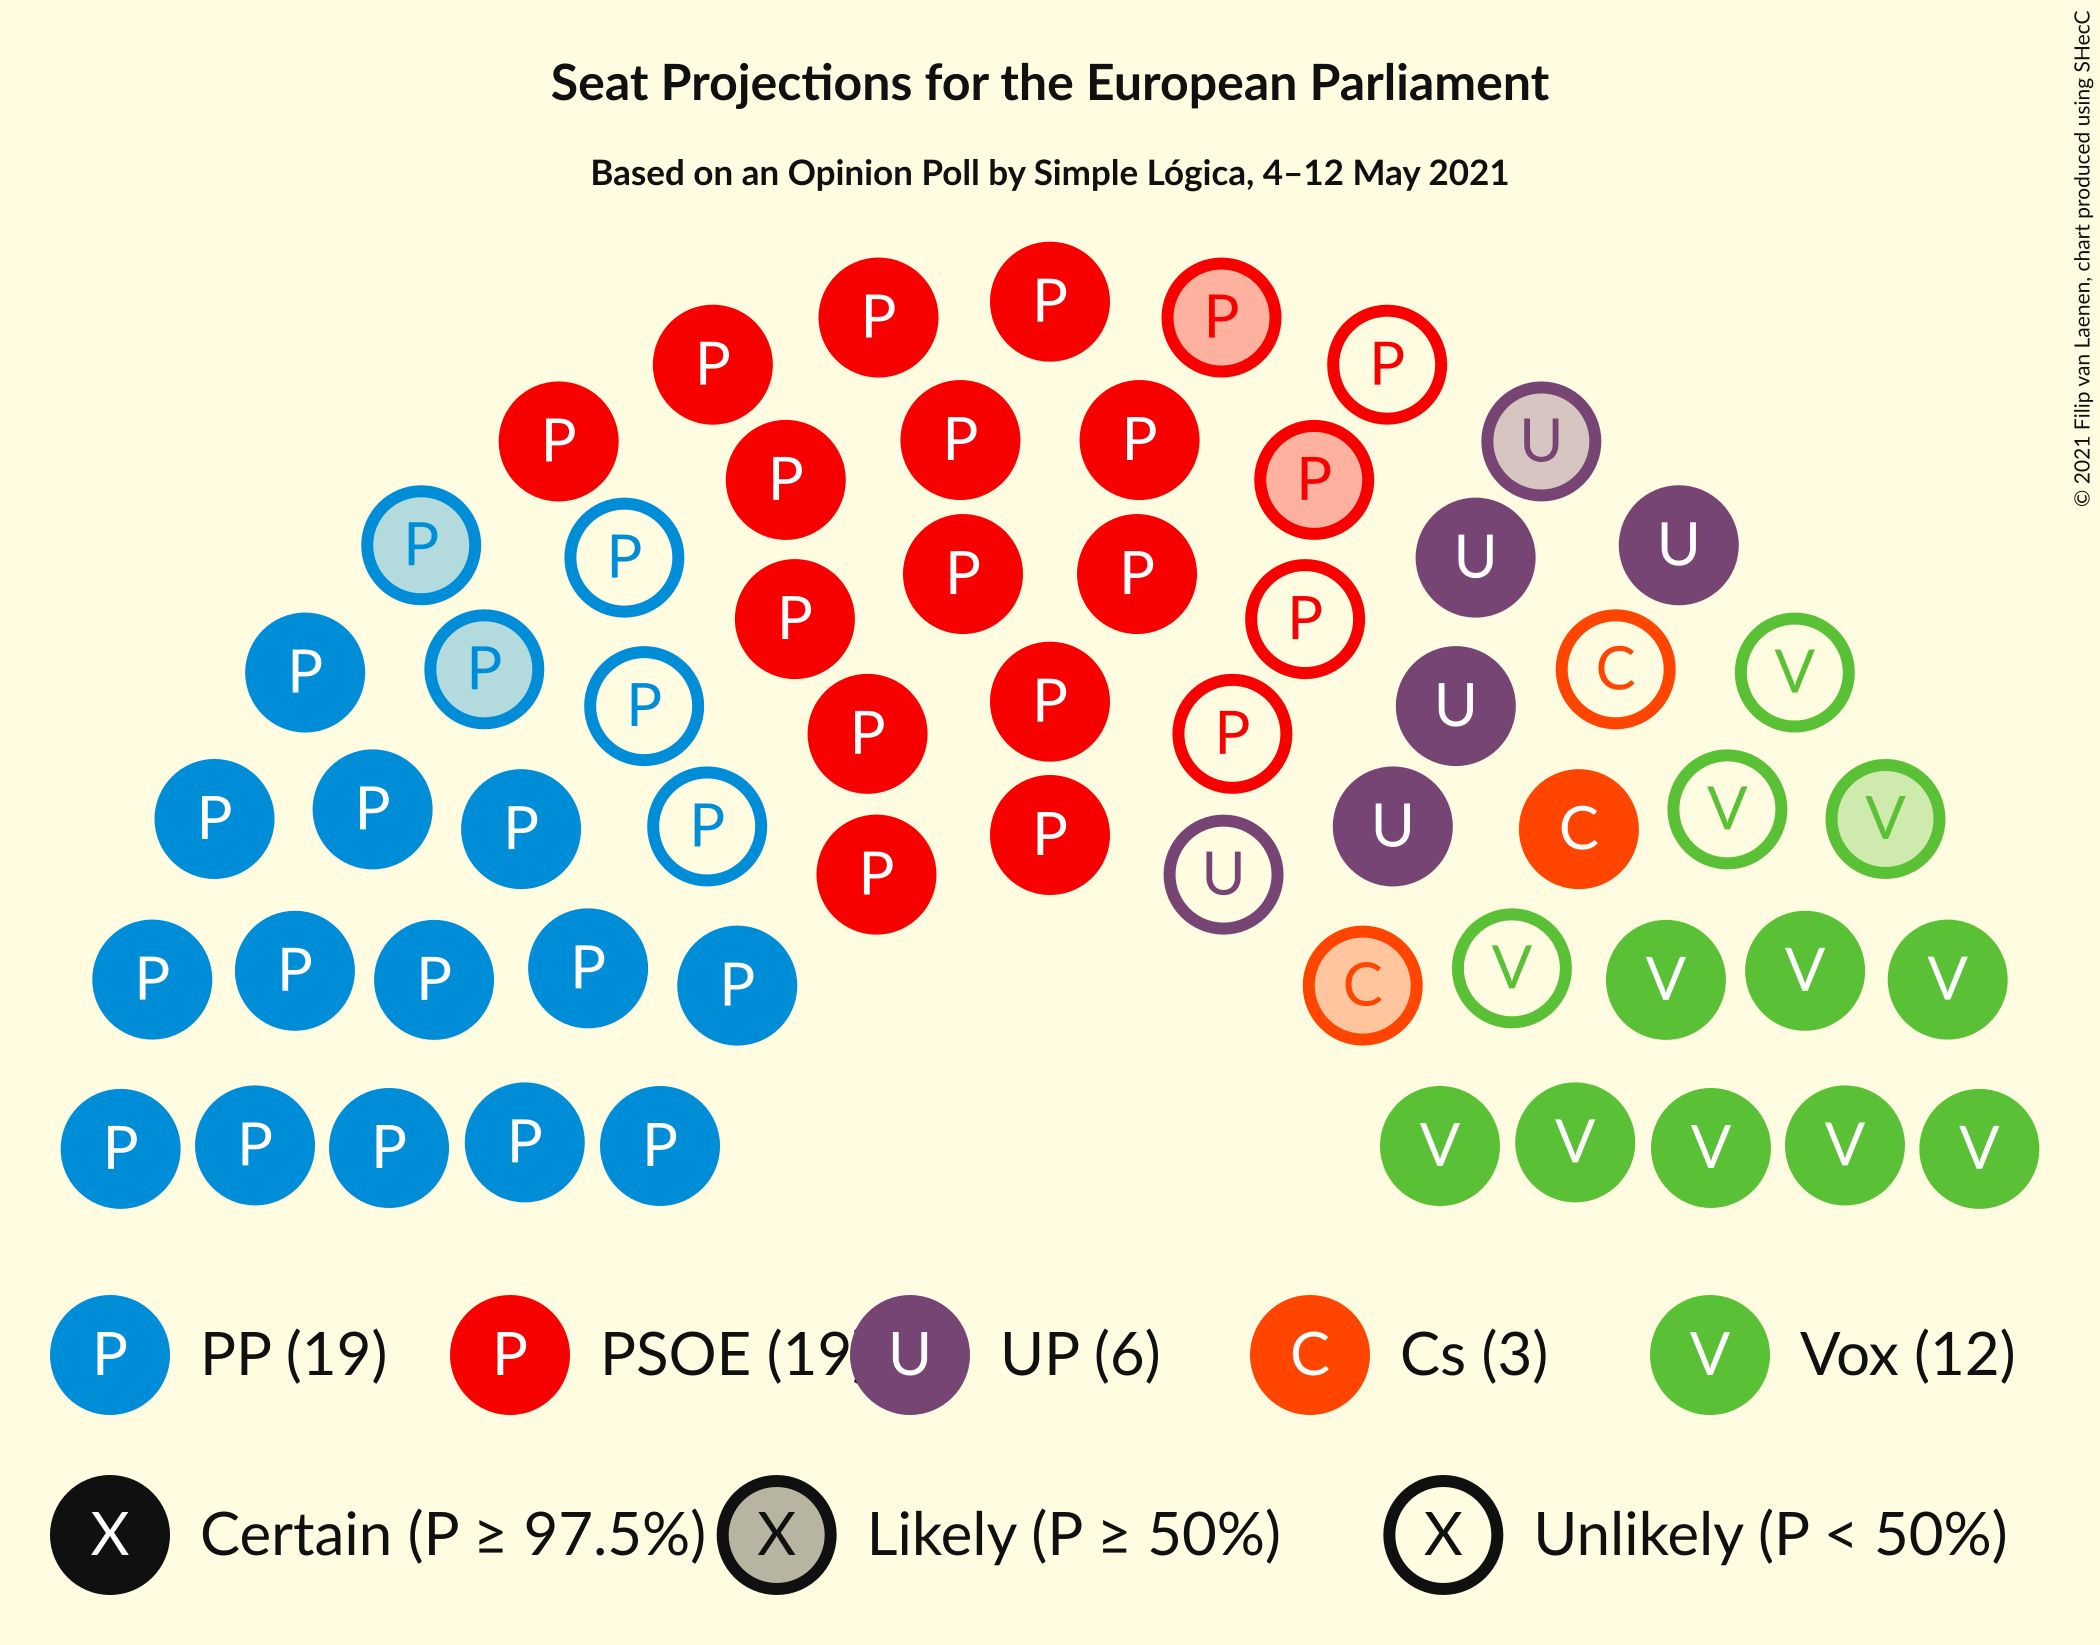 Seat Projections for the European Parliament
Based on an Opinion Poll by Simple Lógica, 4–12 May 2021
© 2021 Filip van Laenen, chart produced using SHecC
P P P
P P
P P P U
P P
P P U U
P P
P P
P P C V
P P U
P P
P P P P P U C V V V
P U
P P P P P C V V V V
P P P P P V V V V V
P PP (19) P PSOE (19 U UP (6) C Cs (3) V Vox (12)
X Certain (P ≥ 97.5%) X Likely (P ≥ 50%) X Unlikely (P < 50%)